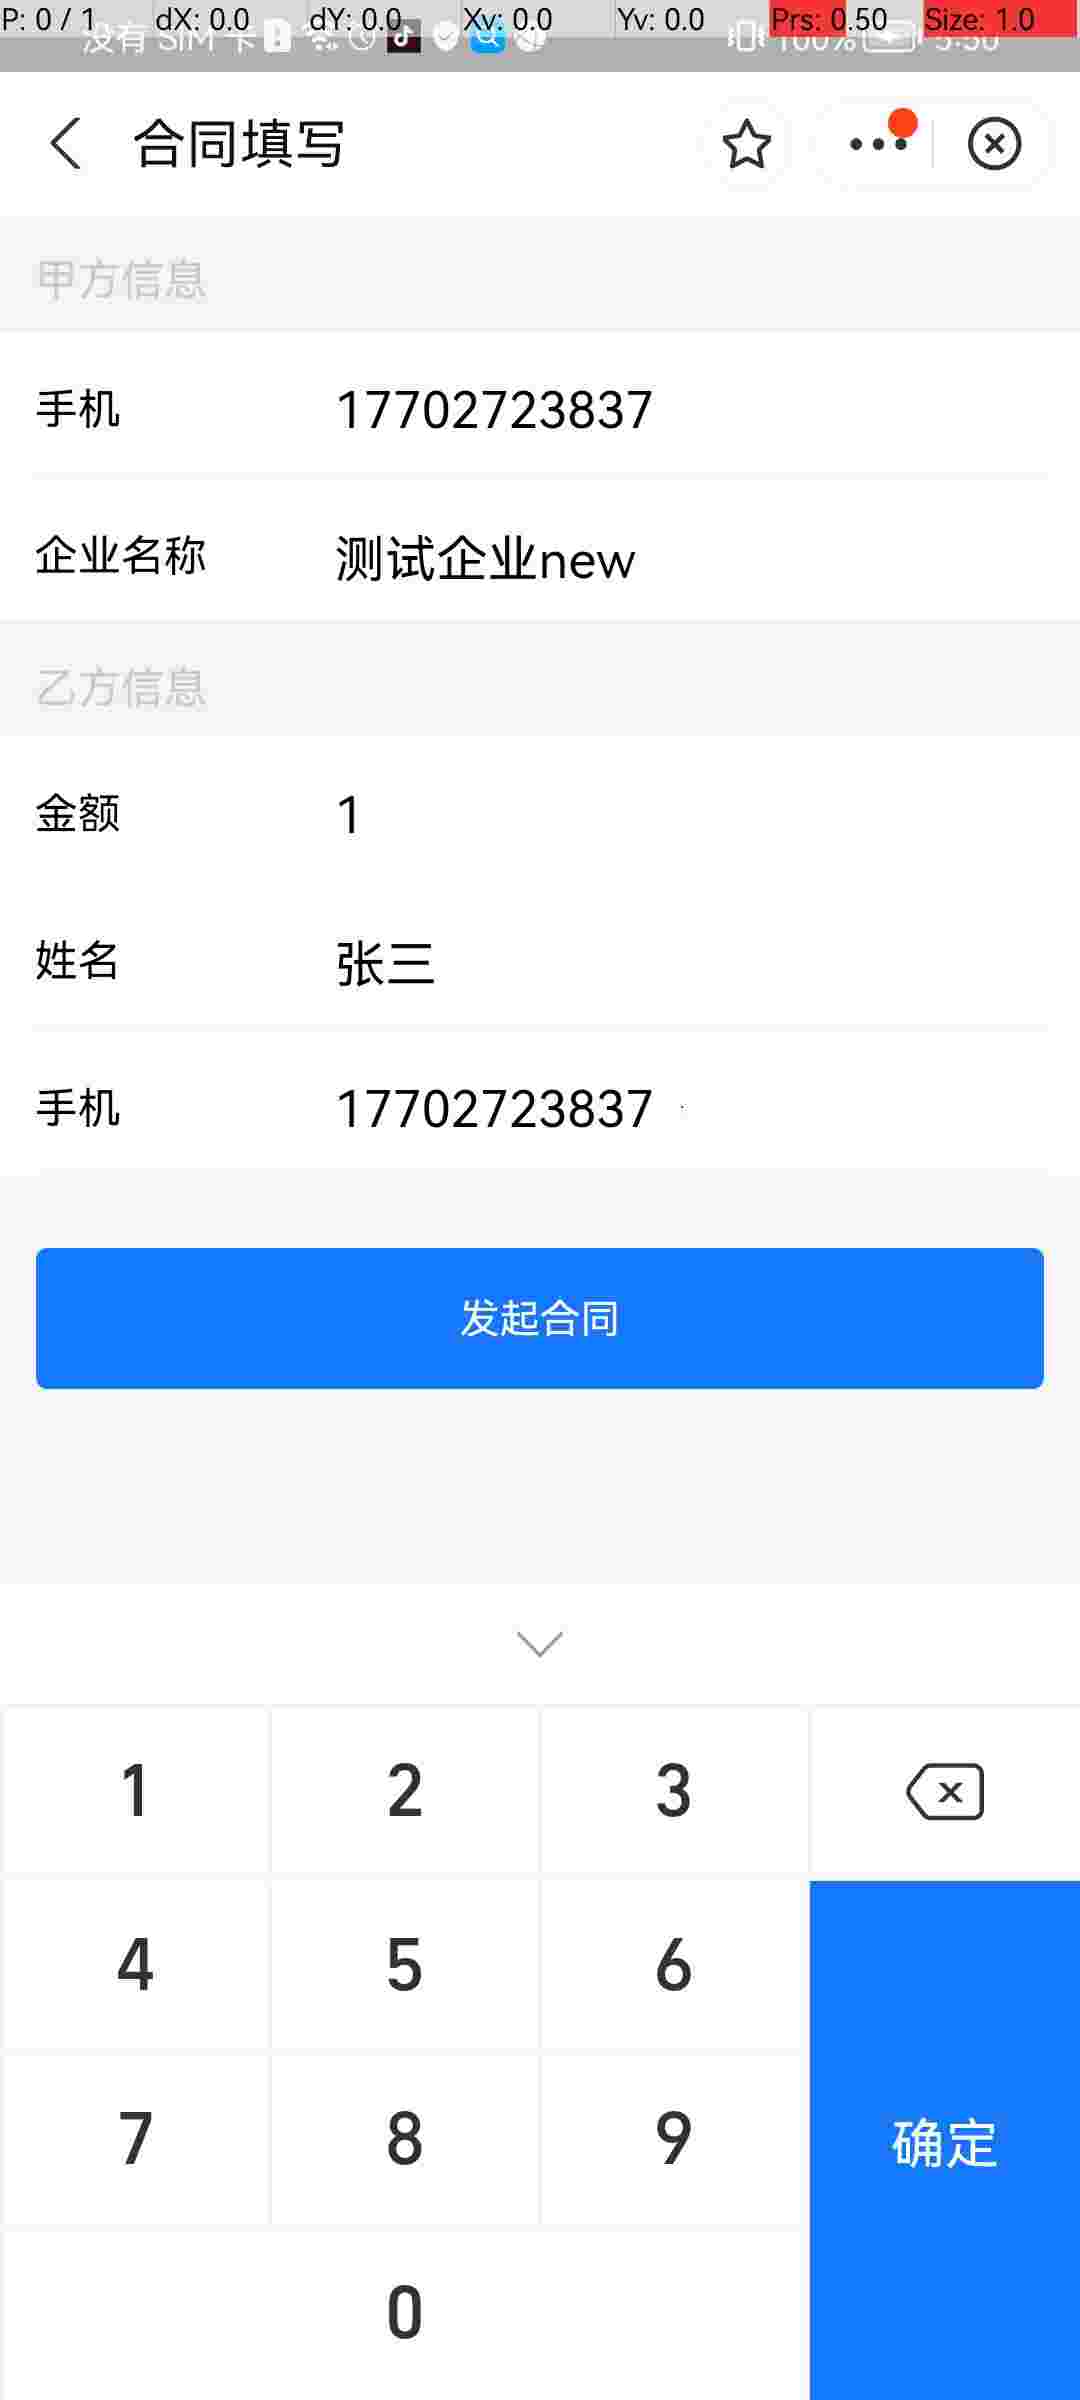 P: 0 / 1 dX: 0.0 dY: 0.0 Xv: 0.0 Yv: 0.0 Prs: 0.50 Size: 1.0
没有 SIM 卡 100% 5:30
合同填写
甲方信息
手机 17702723837
企业名称 测试企业new
乙方信息
金额 1
姓名 张三
手机 17702723837
发起合同
1 2 3
4 5 6
7 8 9
确定
0